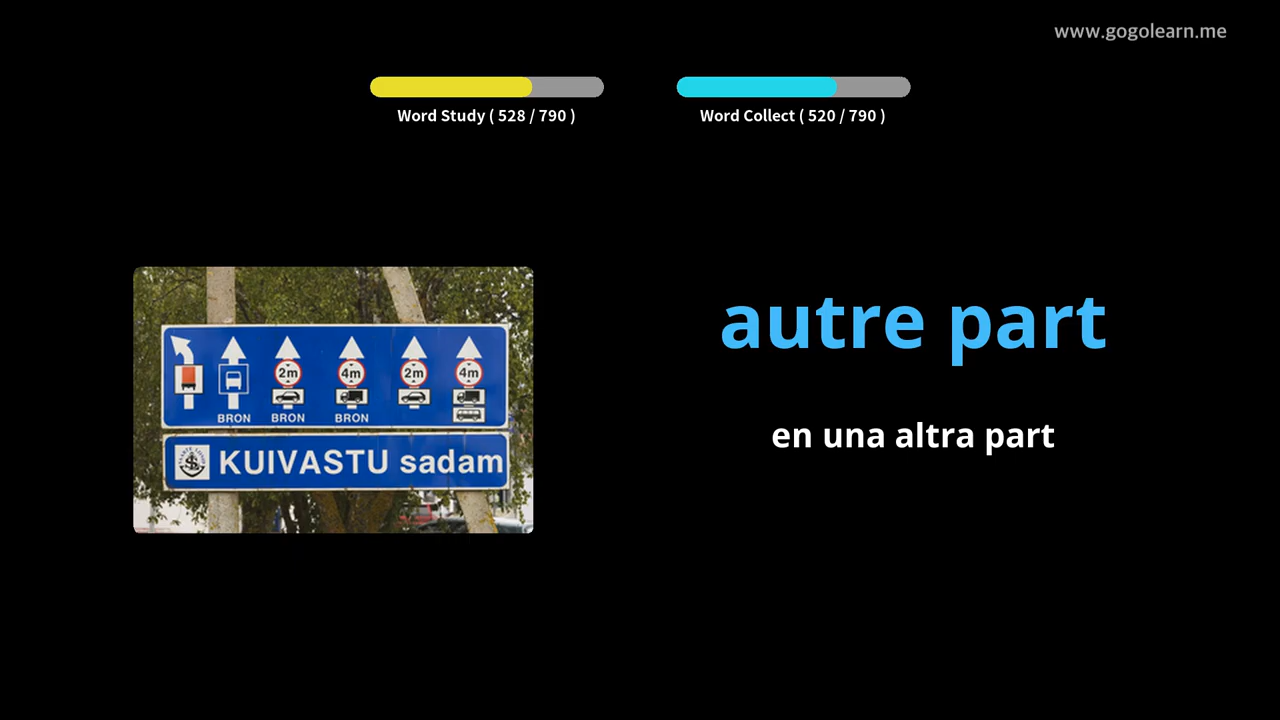 www.gogolearn.me
Word Study ( 528 / 790 )
Word Collect ( 520 / 790 )
2m 4m 2m 4m
BRON BRON BRON
KUIVASTU sadam
autre part
en una altra part